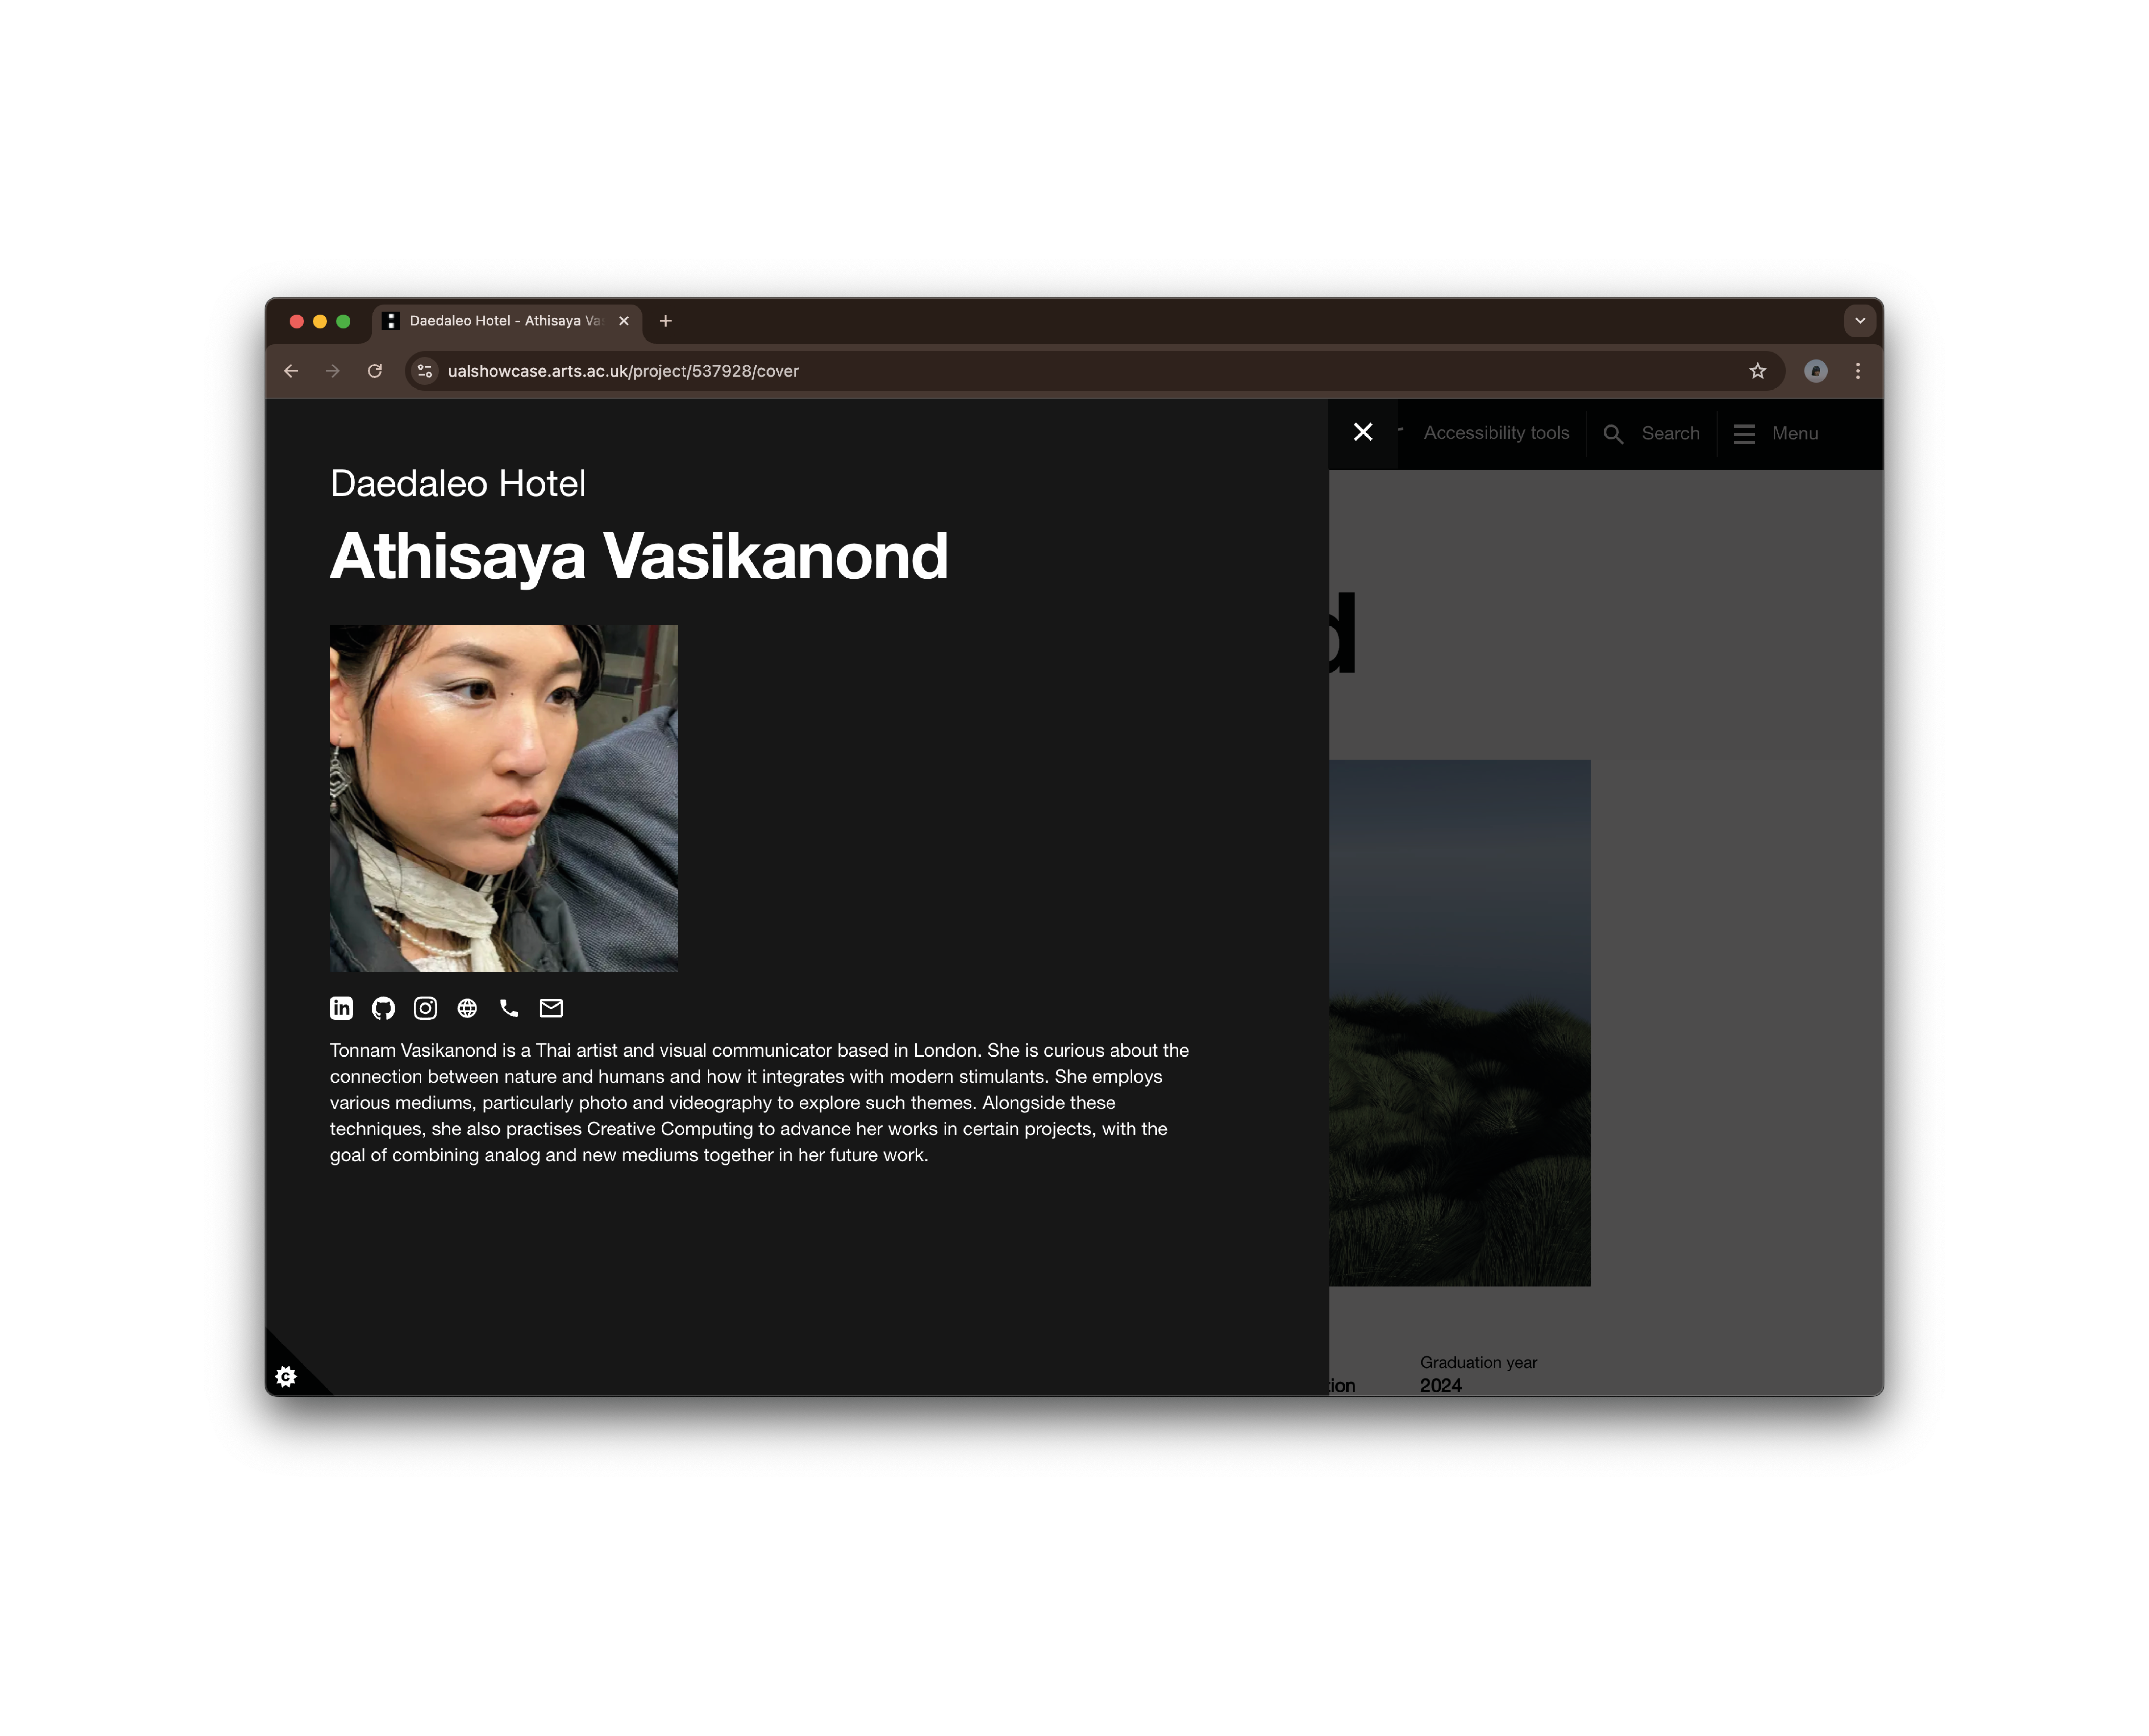 Daedaleo Hotel - Athisaya Va
ualshowcase.arts.ac.uk/project/537928/cover
Accessibility tools
Search
Menu
Daedaleo Hotel
Athisaya Vasikanond
d
in
Tonnam Vasikanond is a Thai artist and visual communicator based in London. She is curious about the
connection between nature and humans and how it integrates with modern stimulants. She employs
various mediums, particularly photo and videography to explore such themes. Alongside these
techniques, she also practises Creative Computing to advance her works in certain projects, with the
goal of combining analog and new mediums together in her future work.
Graduation year
tion
2024
C